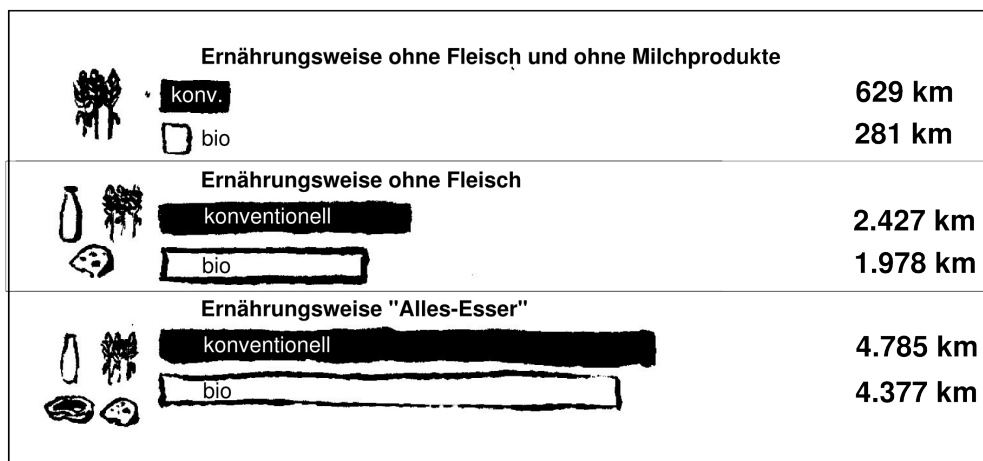 Ernährungsweise ohne Fleisch und ohne Milchprodukte
konv. 629 km
bio 281 km
Ernährungsweise ohne Fleisch
konventionell 2.427 km
bio 1.978 km
Ernährungsweise "Alles-Esser"
konventionell 4.785 km
bio 4.377 km